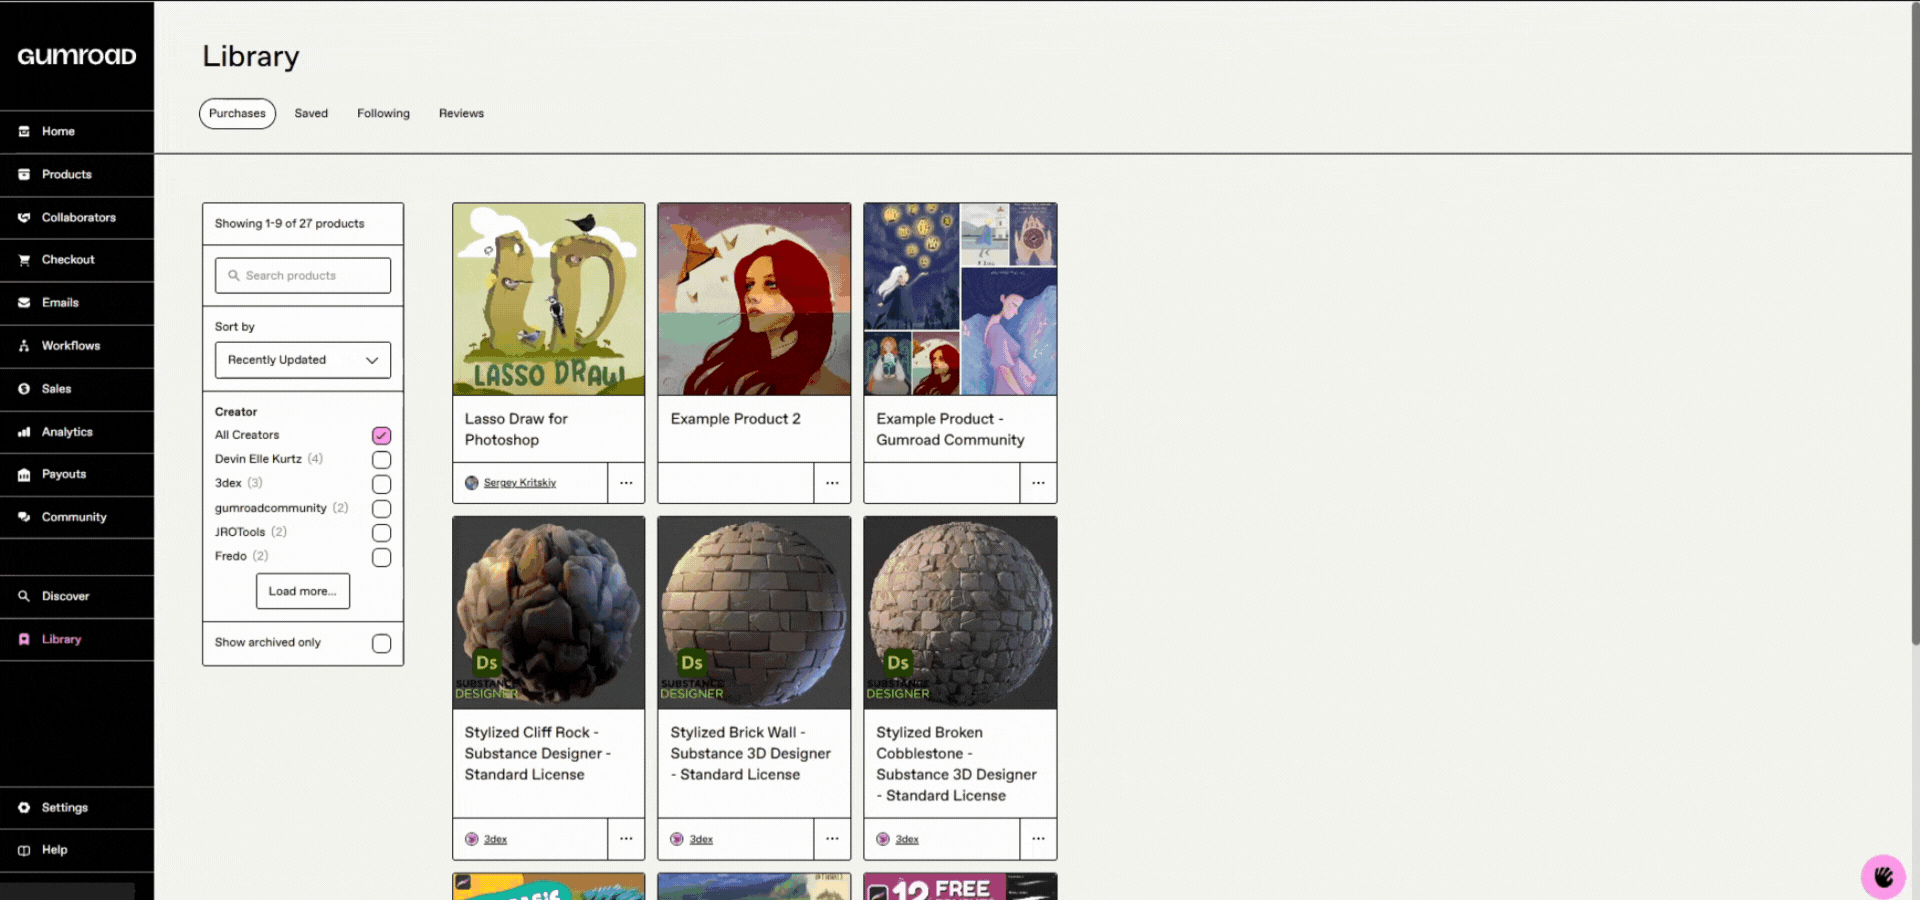 GUMROAD
Home
Products
Collaborators
Checkout
Emails
Workflows
Sales
Analytics
Payouts
Community
Discover
Library
Settings
Help
Library
Purchases
Saved
Following
Reviews
Showing 1-9 of 27 products
Search products
Sort by
Recently Updated
Creator
All Creators
Devin Elle Kurtz (4)
3dex (3)
gumroadcommunity (2)
JROTools (2)
Fredo (2)
Load more...
Show archived only
LD
LASSO DRAW
Lasso Draw for
Photoshop
Sergey Kritskiy
...
Example Product 2
...
Example Product -
Gumroad Community
...
Ds
SUBSTANCE
DESIGNER
Stylized Cliff Rock -
Substance Designer -
Standard License
3dex
...
Ds
SUBSTANCE
DESIGNER
Stylized Brick Wall -
Substance 3D Designer
- Standard License
3dex
...
Ds
SUBSTANCE
DESIGNER
Stylized Broken
Cobblestone -
Substance 3D Designer
- Standard License
3dex
...
12 FREE